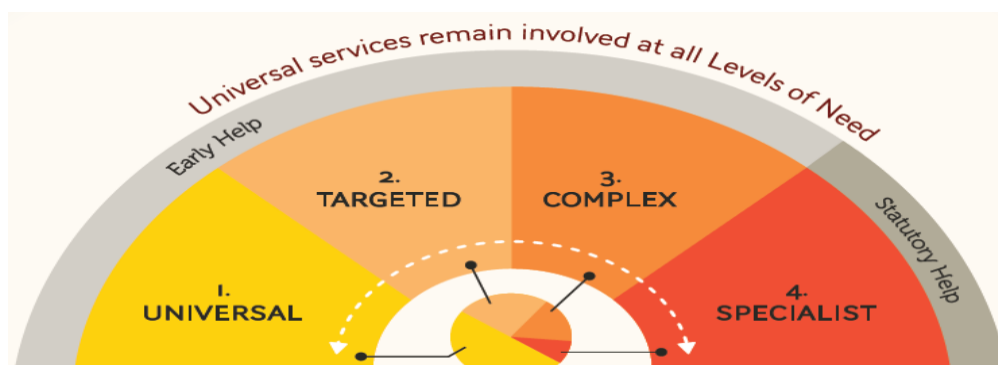 Universal services remain involved at all Levels of Need
Early Help
2.
TARGETED
3.
COMPLEX
Statutory Help
1.
UNIVERSAL
4.
SPECIALIST